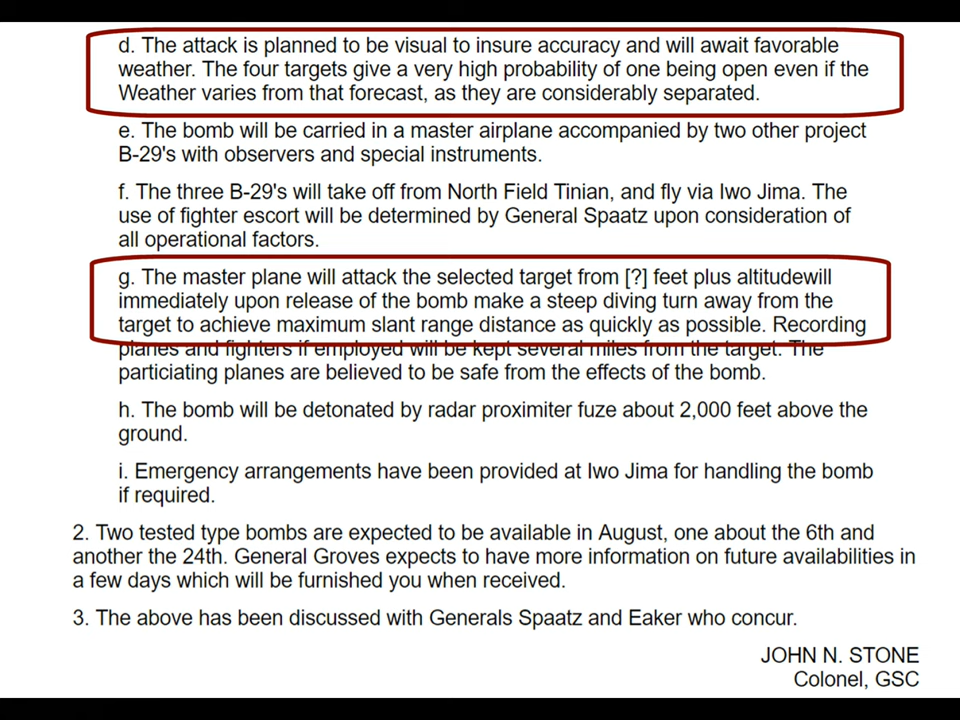 d. The attack is planned to be visual to insure accuracy and will await favorable
weather. The four targets give a very high probability of one being open even if the
Weather varies from that forecast, as they are considerably separated.
e. The bomb will be carried in a master airplane accompanied by two other project
B-29's with observers and special instruments.
f. The three B-29's will take off from North Field Tinian, and fly via Iwo Jima. The
use of fighter escort will be determined by General Spaatz upon consideration of
all operational factors.
g. The master plane will attack the selected target from [?] feet plus altitudewill
immediately upon release of the bomb make a steep diving turn away from the
target to achieve maximum slant range distance as quickly as possible. Recording
planes and fighters if employed will be kept several miles from the target. The
particiating planes are believed to be safe from the effects of the bomb.
h. The bomb will be detonated by radar proximiter fuze about 2,000 feet above the
ground.
i. Emergency arrangements have been provided at Iwo Jima for handling the bomb
if required.
2. Two tested type bombs are expected to be available in August, one about the 6th and
another the 24th. General Groves expects to have more information on future availabilities in
a few days which will be furnished you when received.
3. The above has been discussed with Generals Spaatz and Eaker who concur.
JOHN N. STONE
Colonel, GSC